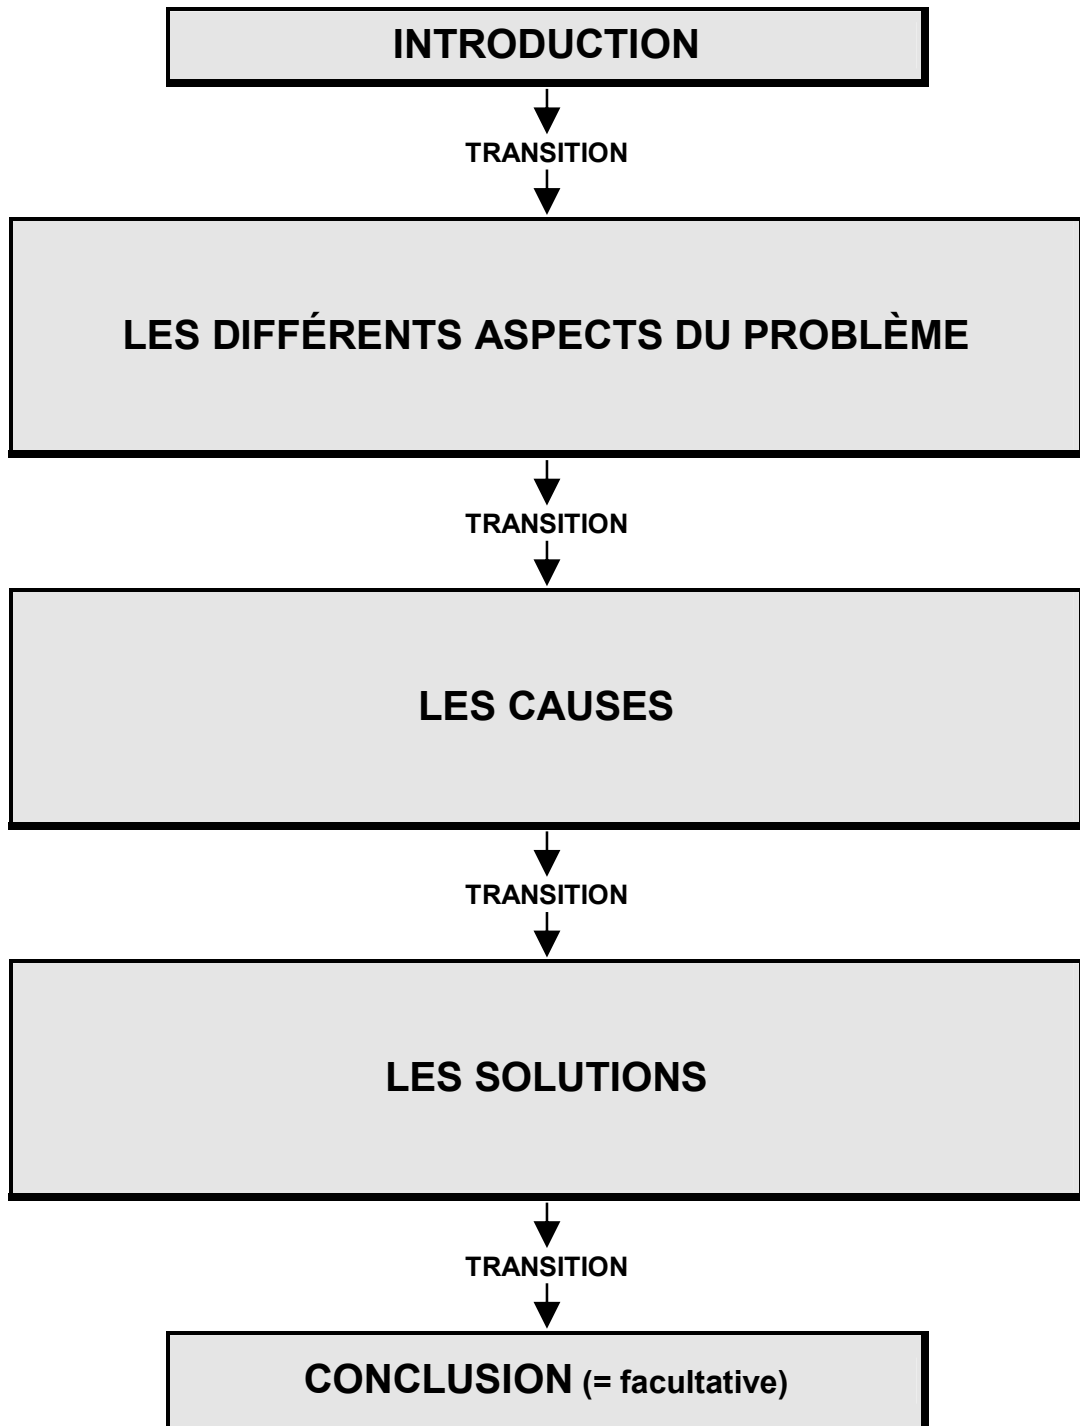 INTRODUCTION
TRANSITION
LES DIFFÉRENTS ASPECTS DU PROBLÈME
TRANSITION
LES CAUSES
TRANSITION
LES SOLUTIONS
TRANSITION
CONCLUSION (= facultative)